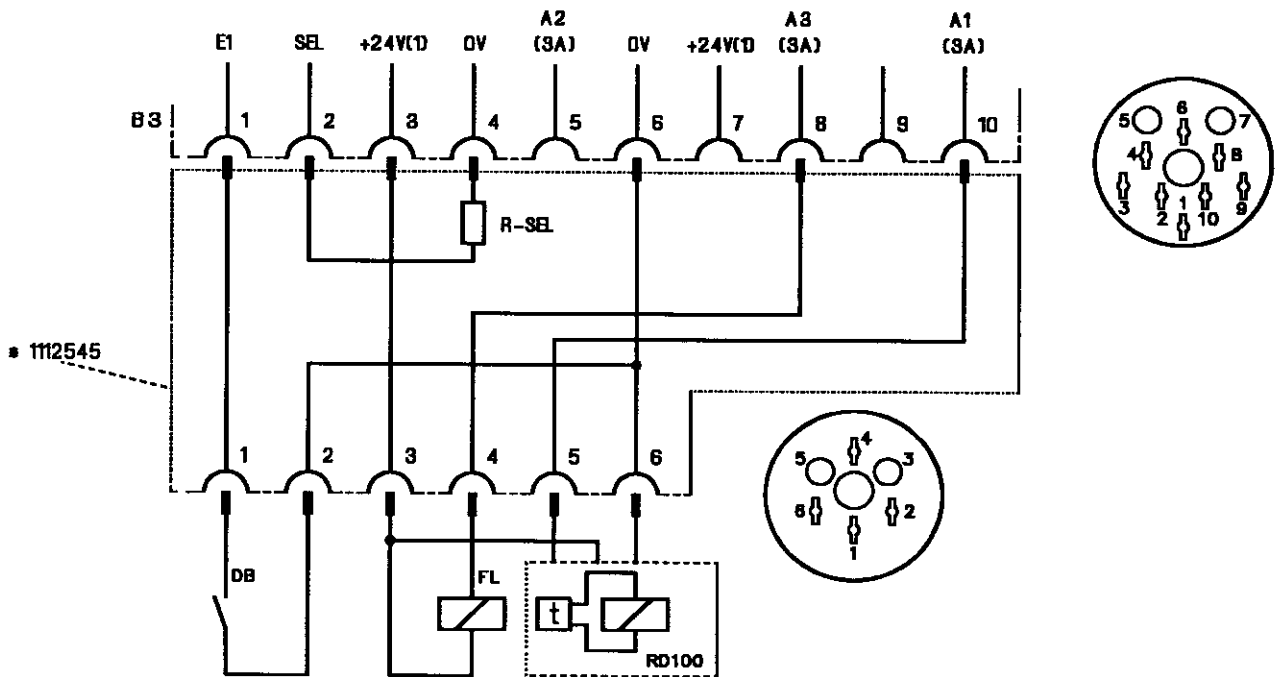 E1 SEL +24V(1) 0V A2 (3A) 0V +24V(1) A3 (3A) A1 (3A)
B3 1 2 3 4 5 6 7 8 9 10
R-SEL
* 1112545
1 2 3 4 5 6
DB
FL
t
RD100
6
5 7
4 8
3 2 1 10 9
4
5 3
6 2
1